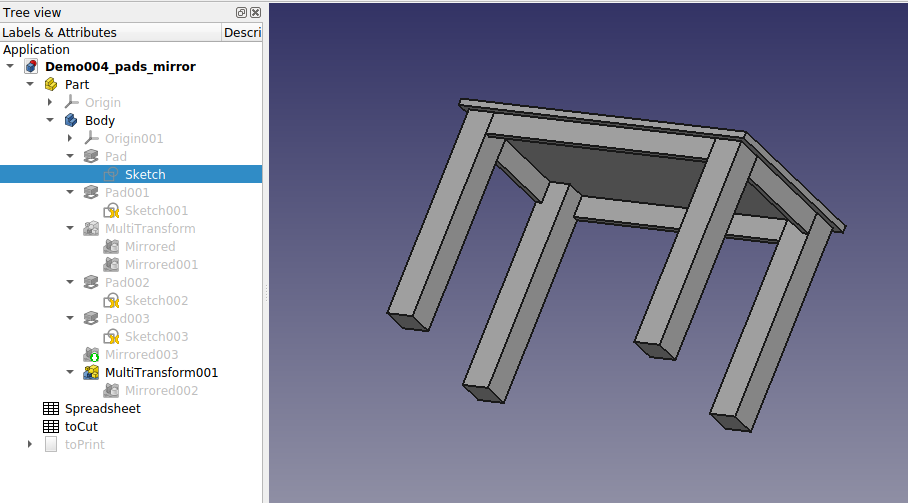 Tree view
Labels & Attributes Descri
Application
Demo004_pads_mirror
Part
Origin
Body
Origin001
Pad
Sketch
Pad001
Sketch001
MultiTransform
Mirrored
Mirrored001
Pad002
Sketch002
Pad003
Sketch003
Mirrored003
MultiTransform001
Mirrored002
Spreadsheet
toCut
toPrint